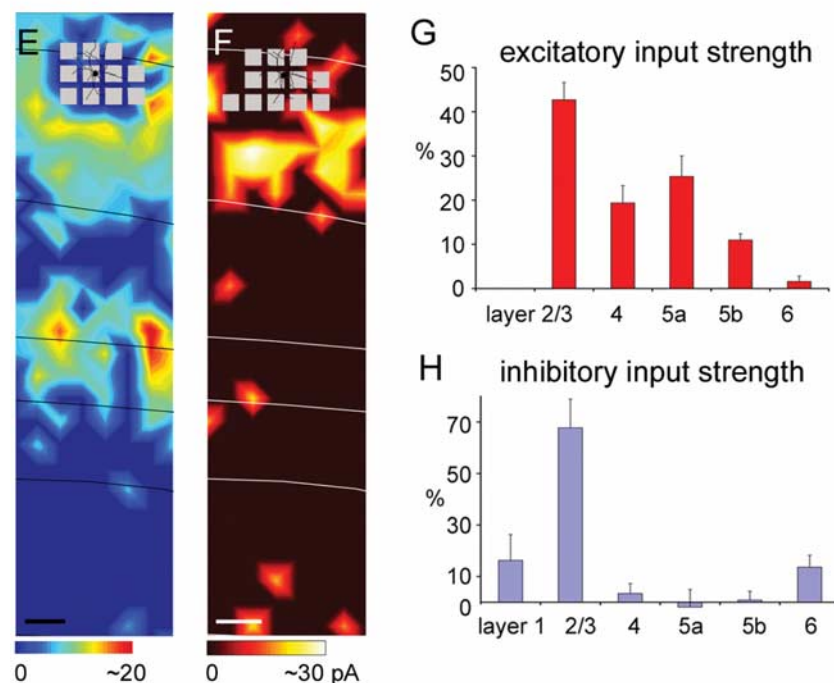 E
F
0 ~20
0 ~30 pA
G
excitatory input strength
50
40
%
30
20
10
0
layer 2/3 4 5a 5b 6
H
inhibitory input strength
70
50
%
30
10
0
layer 1 2/3 4 5a 5b 6